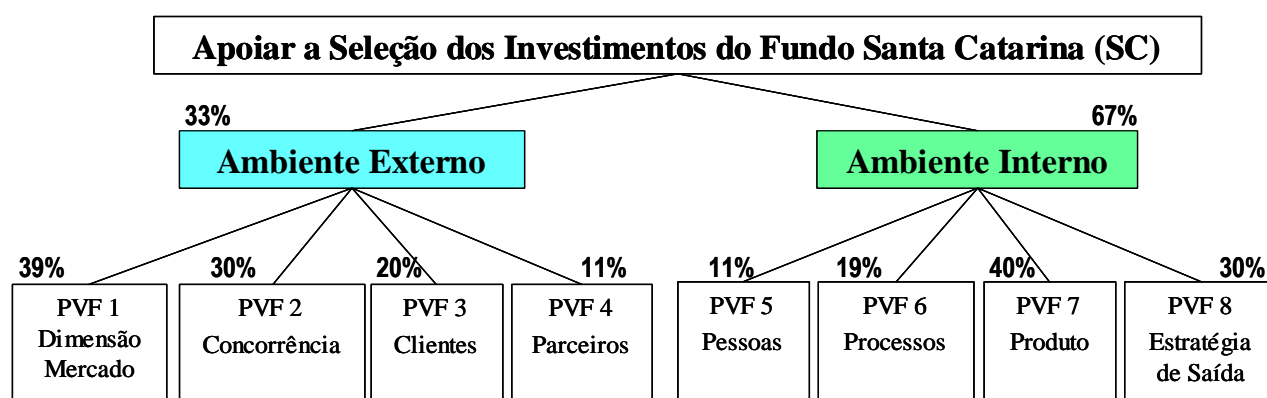 Apoiar a Seleção dos Investimentos do Fundo Santa Catarina (SC)
33%
67%
Ambiente Externo
Ambiente Interno
39%
30%
20%
11%
11%
19%
40%
30%
PVF 1
Dimensão
Mercado
PVF 2
Concorrência
PVF 3
Clientes
PVF 4
Parceiros
PVF 5
Pessoas
PVF 6
Processos
PVF 7
Produto
PVF 8
Estratégia
de Saída